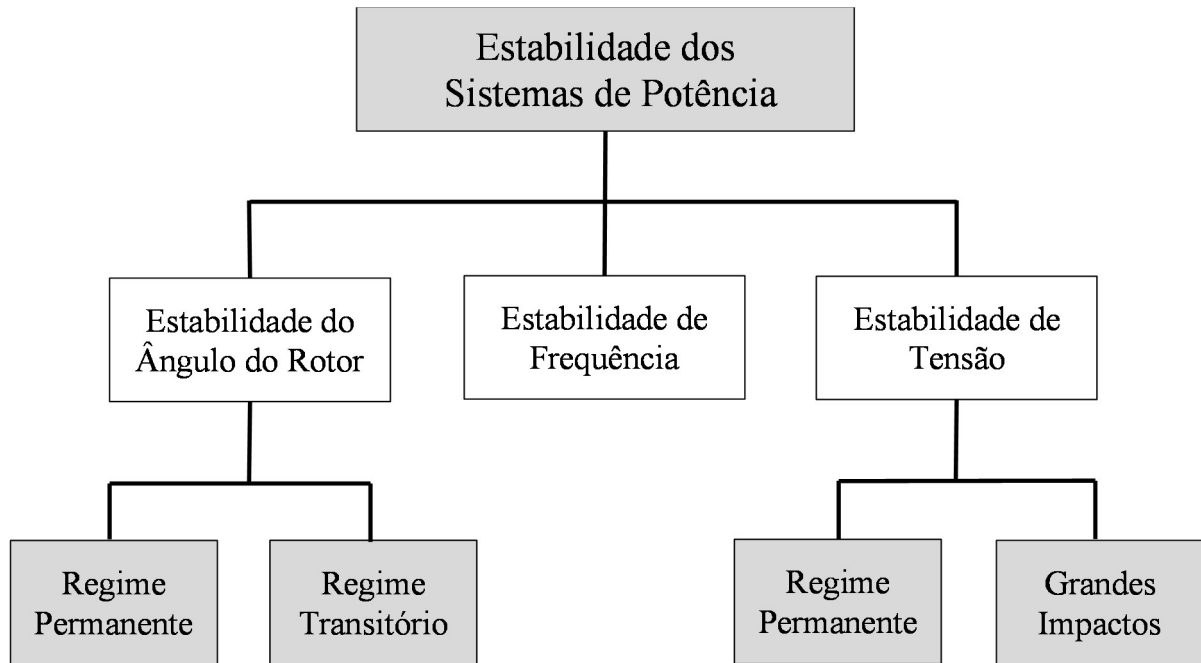 Estabilidade dos
Sistemas de Potência
Estabilidade do
Ângulo do Rotor
Estabilidade de
Frequência
Estabilidade de
Tensão
Regime
Permanente
Regime
Transitório
Regime
Permanente
Grandes
Impactos